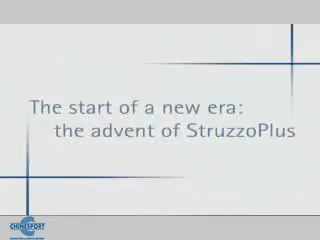 The start of a new era:
the advent of StruzzoPlus
CHINESPORT